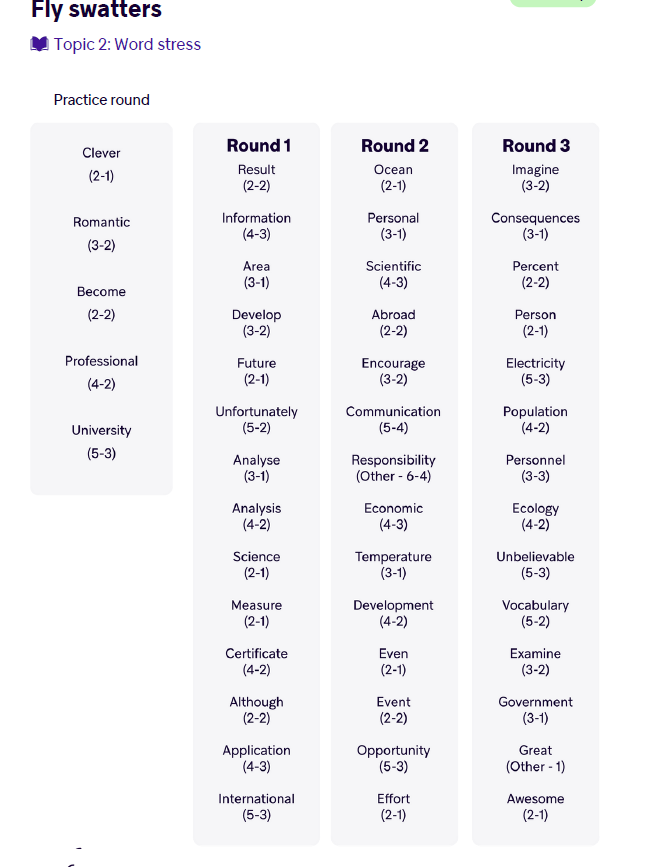 Fly swatters
Topic 2: Word stress
Practice round
Clever
(2-1)
Romantic
(3-2)
Become
(2-2)
Professional
(4-2)
University
(5-3)
Round 1
Result
(2-2)
Information
(4-3)
Area
(3-1)
Develop
(3-2)
Future
(2-1)
Unfortunately
(5-2)
Analyse
(3-1)
Analysis
(4-2)
Science
(2-1)
Measure
(2-1)
Certificate
(4-2)
Although
(2-2)
Application
(4-3)
International
(5-3)
Round 2
Ocean
(2-1)
Personal
(3-1)
Scientific
(4-3)
Abroad
(2-2)
Encourage
(3-2)
Communication
(5-4)
Responsibility
(Other - 6-4)
Economic
(4-3)
Temperature
(3-1)
Development
(4-2)
Even
(2-1)
Event
(2-2)
Opportunity
(5-3)
Effort
(2-1)
Round 3
Imagine
(3-2)
Consequences
(3-1)
Percent
(2-2)
Person
(2-1)
Electricity
(5-3)
Population
(4-2)
Personnel
(3-3)
Ecology
(4-2)
Unbelievable
(5-3)
Vocabulary
(5-2)
Examine
(3-2)
Government
(3-1)
Great
(Other - 1)
Awesome
(2-1)